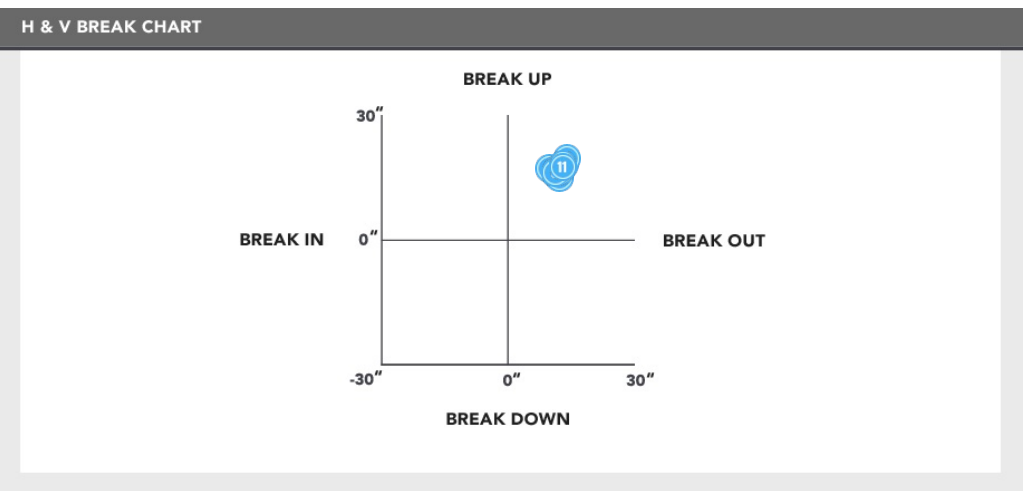 H & V BREAK CHART
BREAK UP
30"
11
BREAK IN
0"
BREAK OUT
-30"
0"
30"
BREAK DOWN